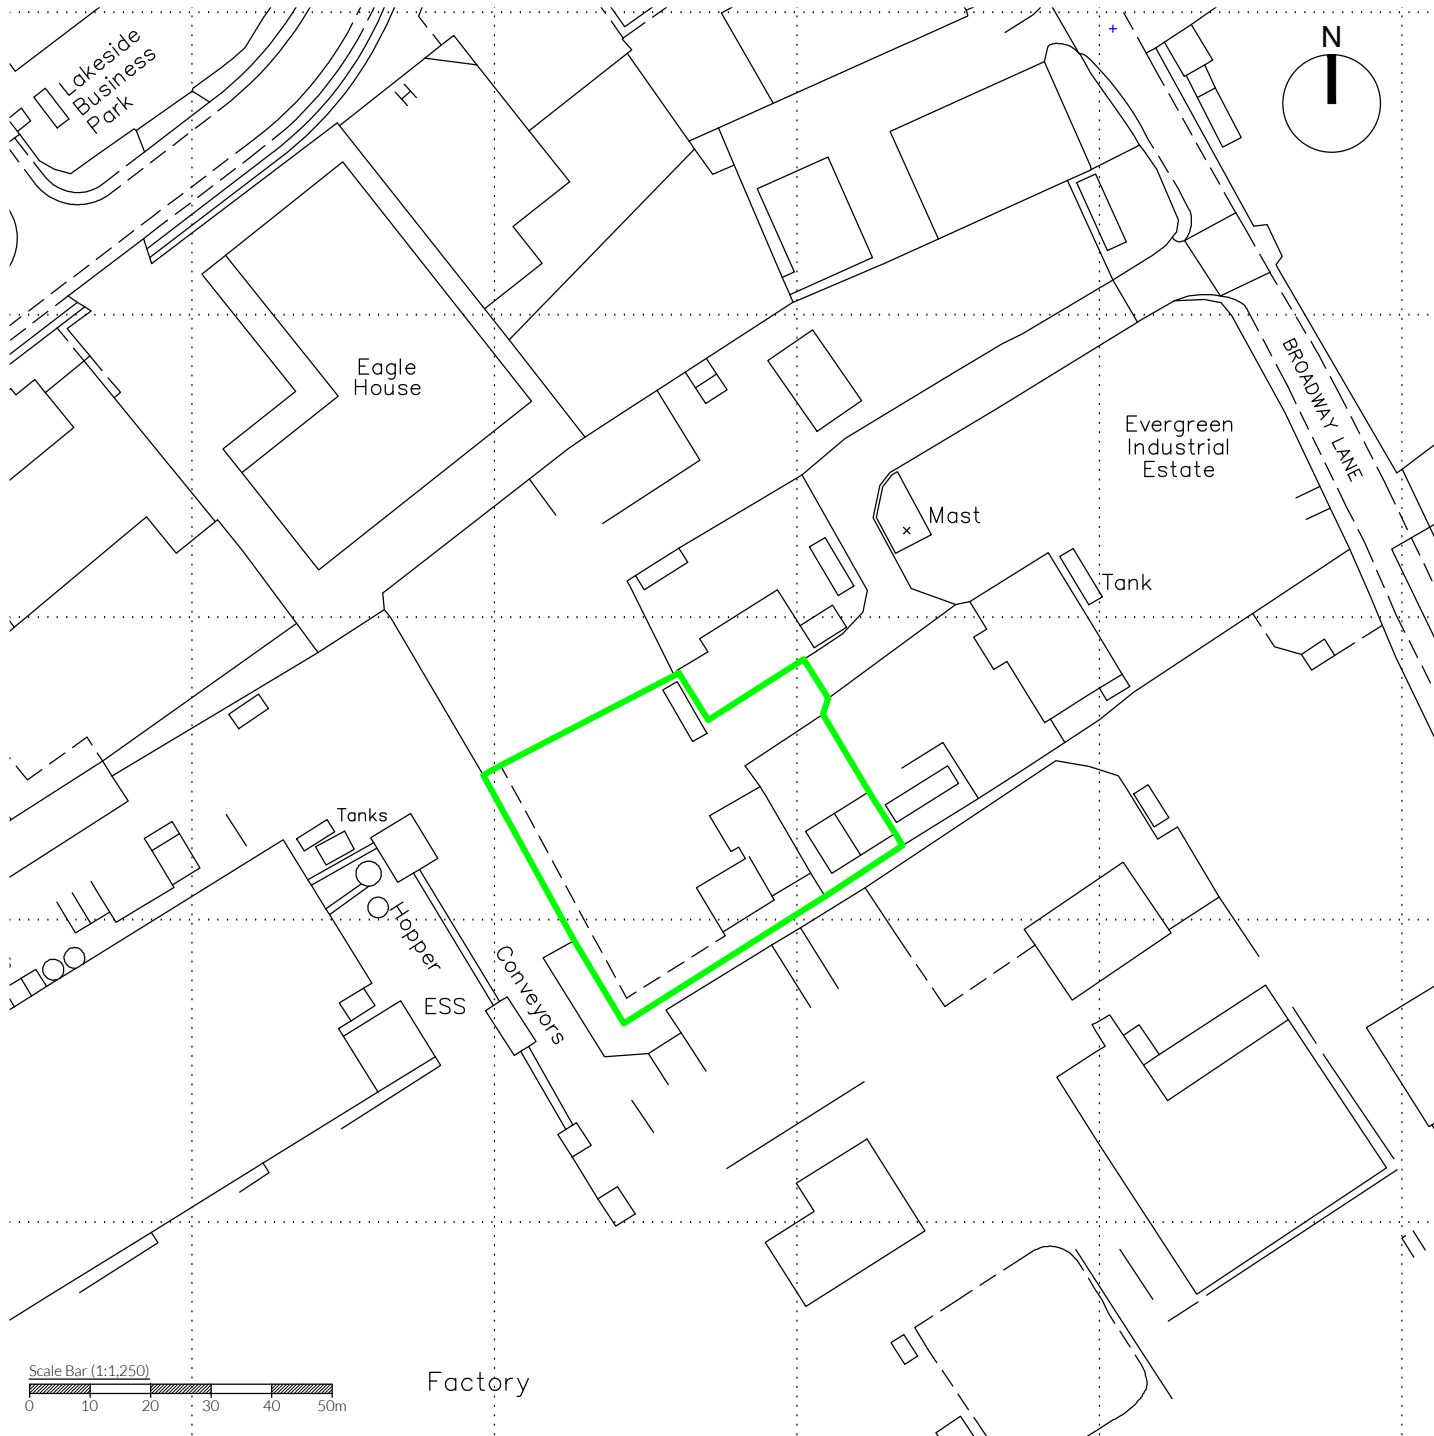 Lakeside
Business
Park
H
N
Eagle
House
BROADWAY LANE
Evergreen
Industrial
Estate
Mast
Tank
Tanks
Hopper
Conveyors
ESS
Scale Bar (1:1,250)
0 10 20 30 40 50m
Factory